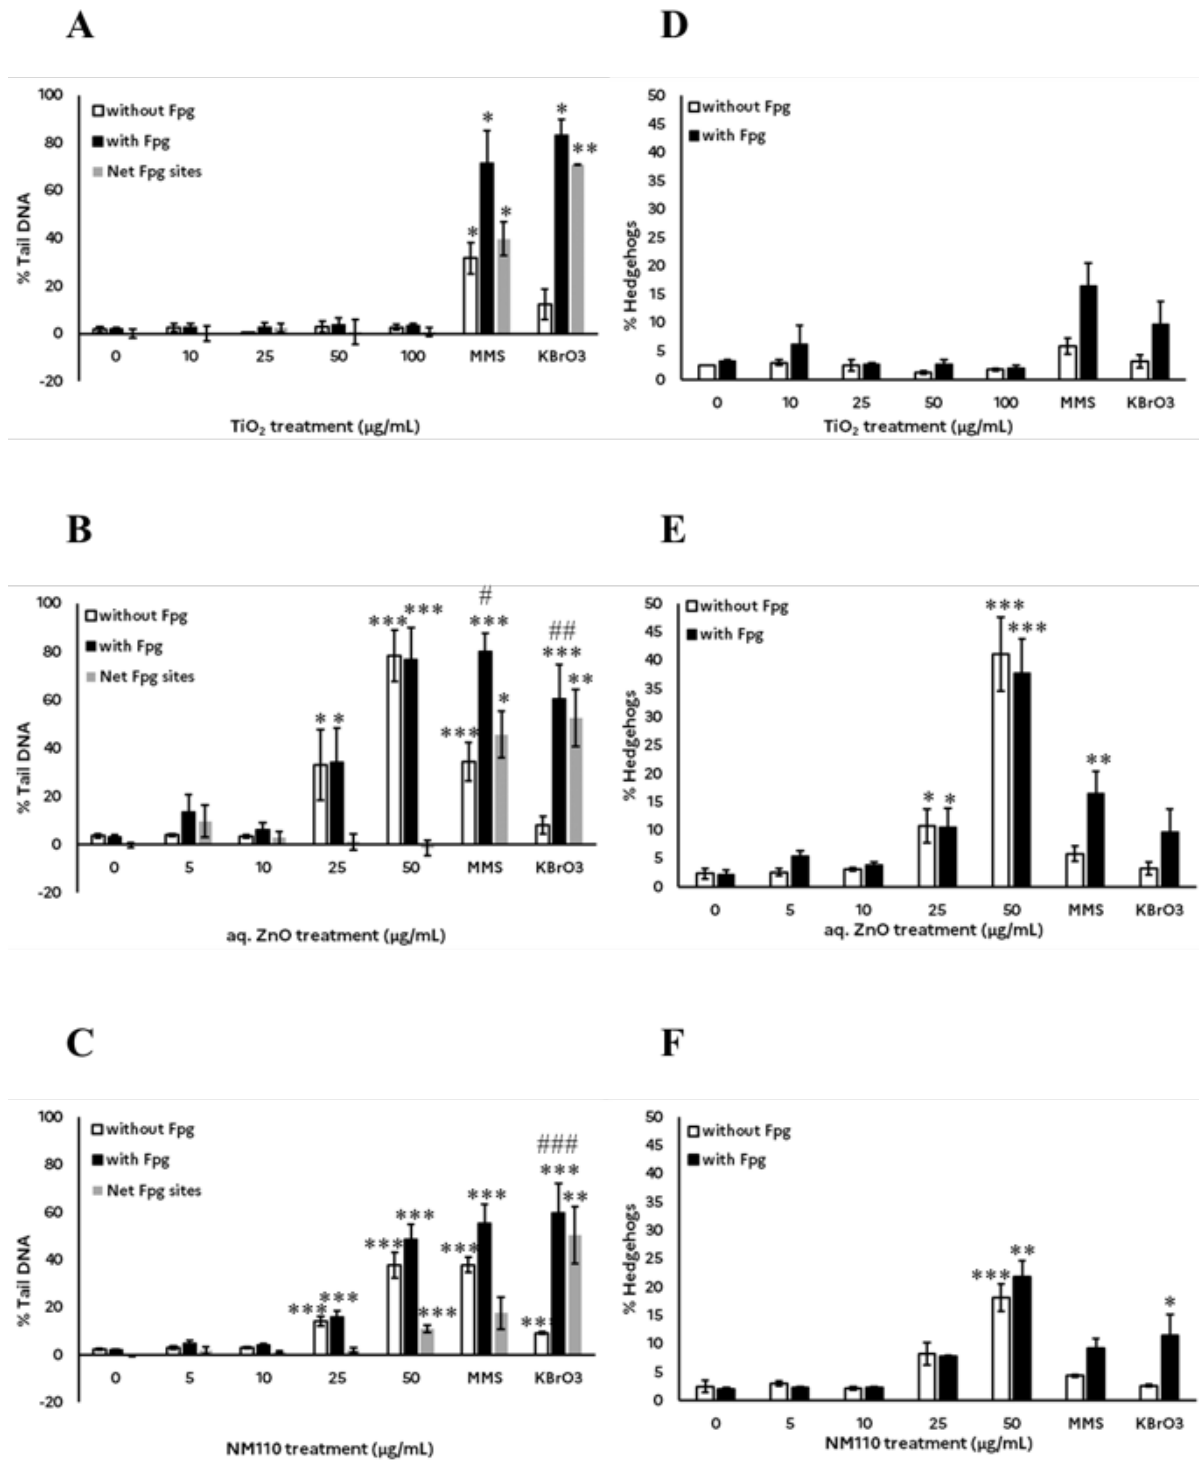 A
100
80
60
40
20
0
-20
% Tail DNA
without Fpg
with Fpg
Net Fpg sites
*
*
*
*
**
0 10 25 50 100 MMS KBrO3
TiO₂ treatment (µg/mL)
D
50
45
40
35
30
25
20
15
10
5
0
% Hedgehogs
without Fpg
with Fpg
0 10 25 50 100 MMS KBrO3
TiO₂ treatment (µg/mL)
B
100
80
60
40
20
0
-20
% Tail DNA
without Fpg
with Fpg
Net Fpg sites
* *
*** ***
#
***
***
*
##
***
**
0 5 10 25 50 MMS KBrO3
aq. ZnO treatment (µg/mL)
E
50
45
40
35
30
25
20
15
10
5
0
% Hedgehogs
without Fpg
with Fpg
* *
***
***
**
0 5 10 25 50 MMS KBrO3
aq. ZnO treatment (µg/mL)
C
100
80
60
40
20
0
-20
% Tail DNA
without Fpg
with Fpg
Net Fpg sites
*** ***
*** ***
***
*** ***
###
***
**
**
0 5 10 25 50 MMS KBrO3
NM110 treatment (µg/mL)
F
50
45
40
35
30
25
20
15
10
5
0
% Hedgehogs
without Fpg
with Fpg
*** **
*
0 5 10 25 50 MMS KBrO3
NM110 treatment (µg/mL)